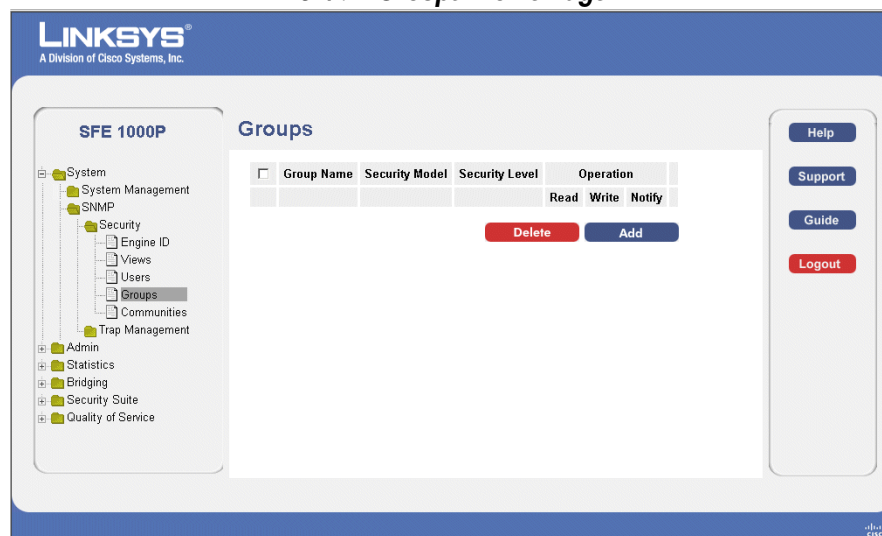 LINKSYS®
A Division of Cisco Systems, Inc.
SFE 1000P
System
System Management
SNMP
Security
Engine ID
Views
Users
Groups
Communities
Trap Management
Admin
Statistics
Bridging
Security Suite
Quality of Service
Groups
Group Name Security Model Security Level Operation
Read Write Notify
Delete Add
Help
Support
Guide
Logout